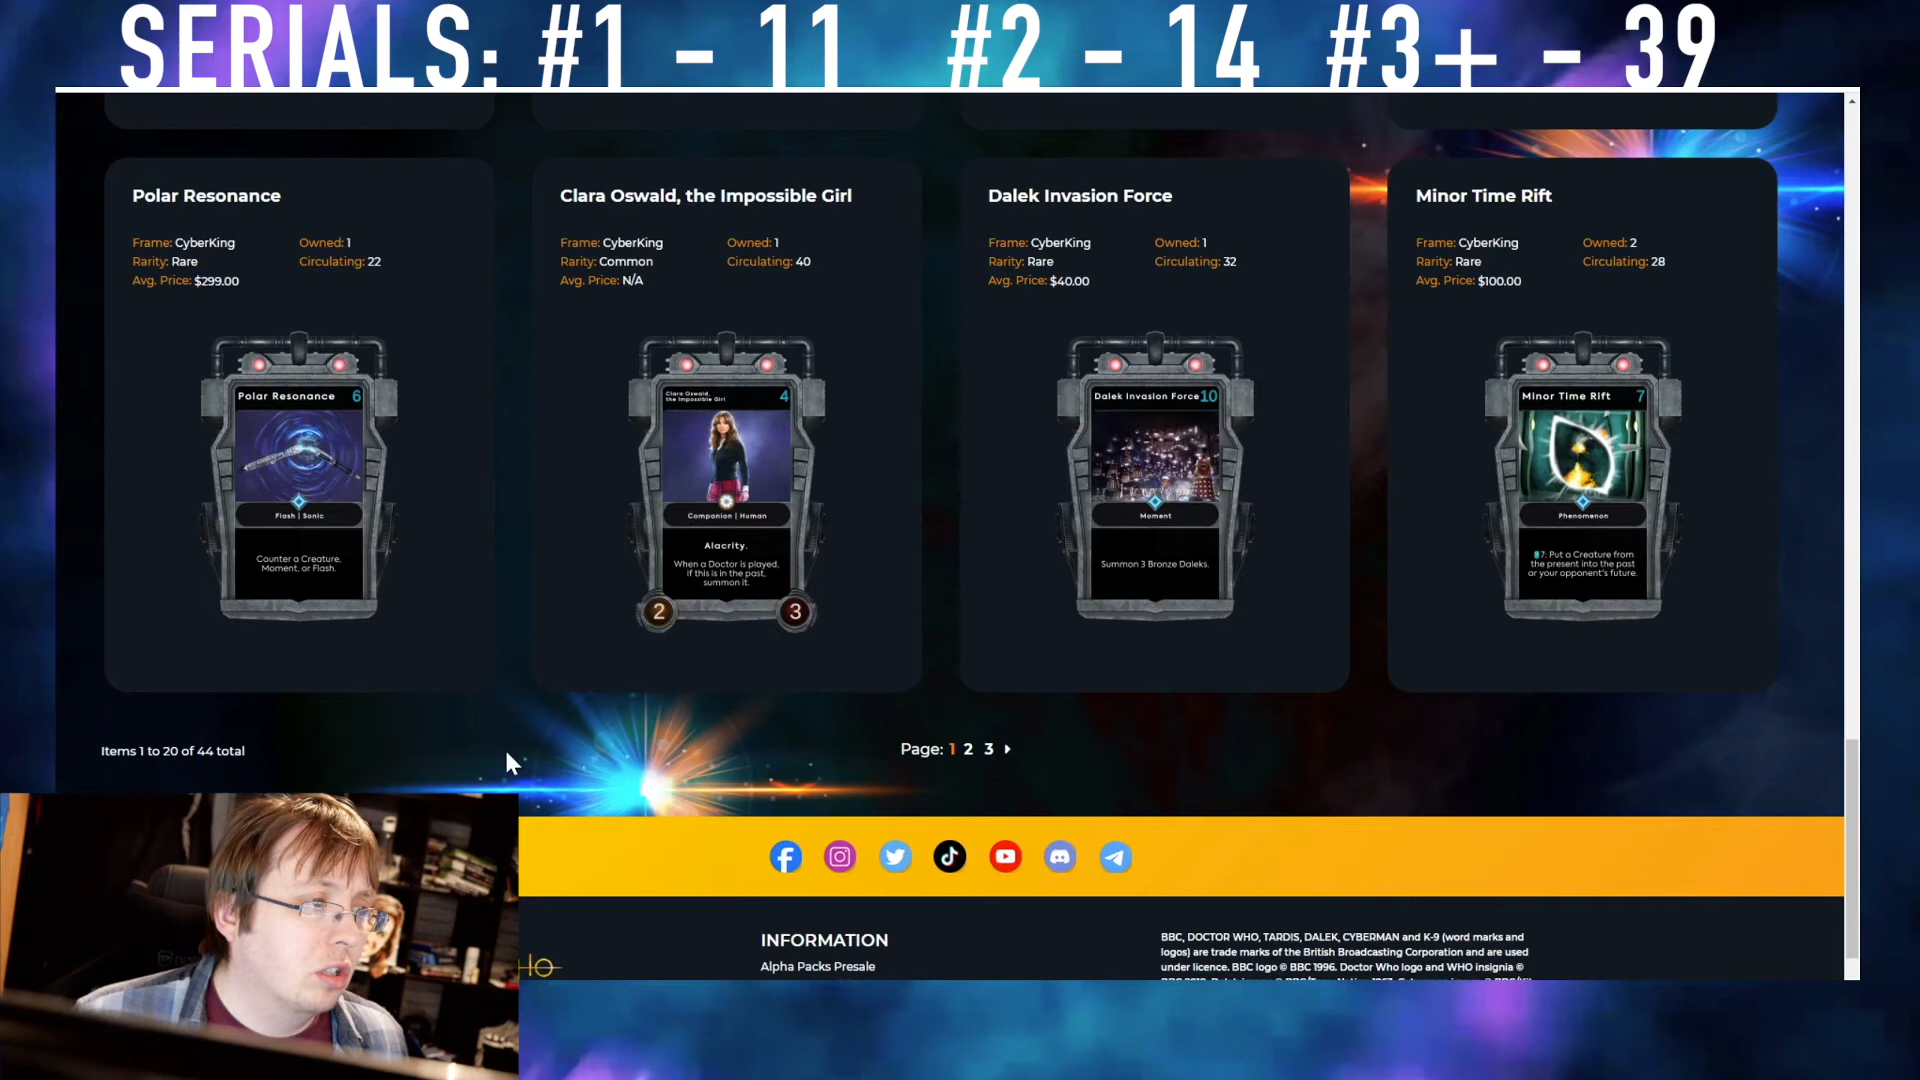 SERIALS: #1 - 11 #2 - 14 #3+ - 39
Polar Resonance
Frame: CyberKing Owned: 1
Rarity: Rare Circulating: 22
Avg. Price: $299.00
Polar Resonance 6
Flash | Sonic
Counter a Creature,
Moment, or Flash.
Clara Oswald, the Impossible Girl
Frame: CyberKing Owned: 1
Rarity: Common Circulating: 40
Avg. Price: N/A
Clara Oswald,
the Impossible Girl 4
Companion | Human
Alacrity.
When a Doctor is played,
if this is in the past,
summon it.
2 3
Dalek Invasion Force
Frame: CyberKing Owned: 1
Rarity: Rare Circulating: 32
Avg. Price: $40.00
Dalek Invasion Force 10
Moment
Summon 3 Bronze Daleks.
Minor Time Rift
Frame: CyberKing Owned: 2
Rarity: Rare Circulating: 28
Avg. Price: $100.00
Minor Time Rift 7
Phenomenon
7: Put a Creature from
the present into the past
or your opponent's future.
Items 1 to 20 of 44 total
Page: 1 2 3
INFORMATION
Alpha Packs Presale
BBC, DOCTOR WHO, TARDIS, DALEK, CYBERMAN and K-9 (word marks and
logos) are trade marks of the British Broadcasting Corporation and are used
under licence. BBC logo © BBC 1996. Doctor Who logo and WHO insignia ©